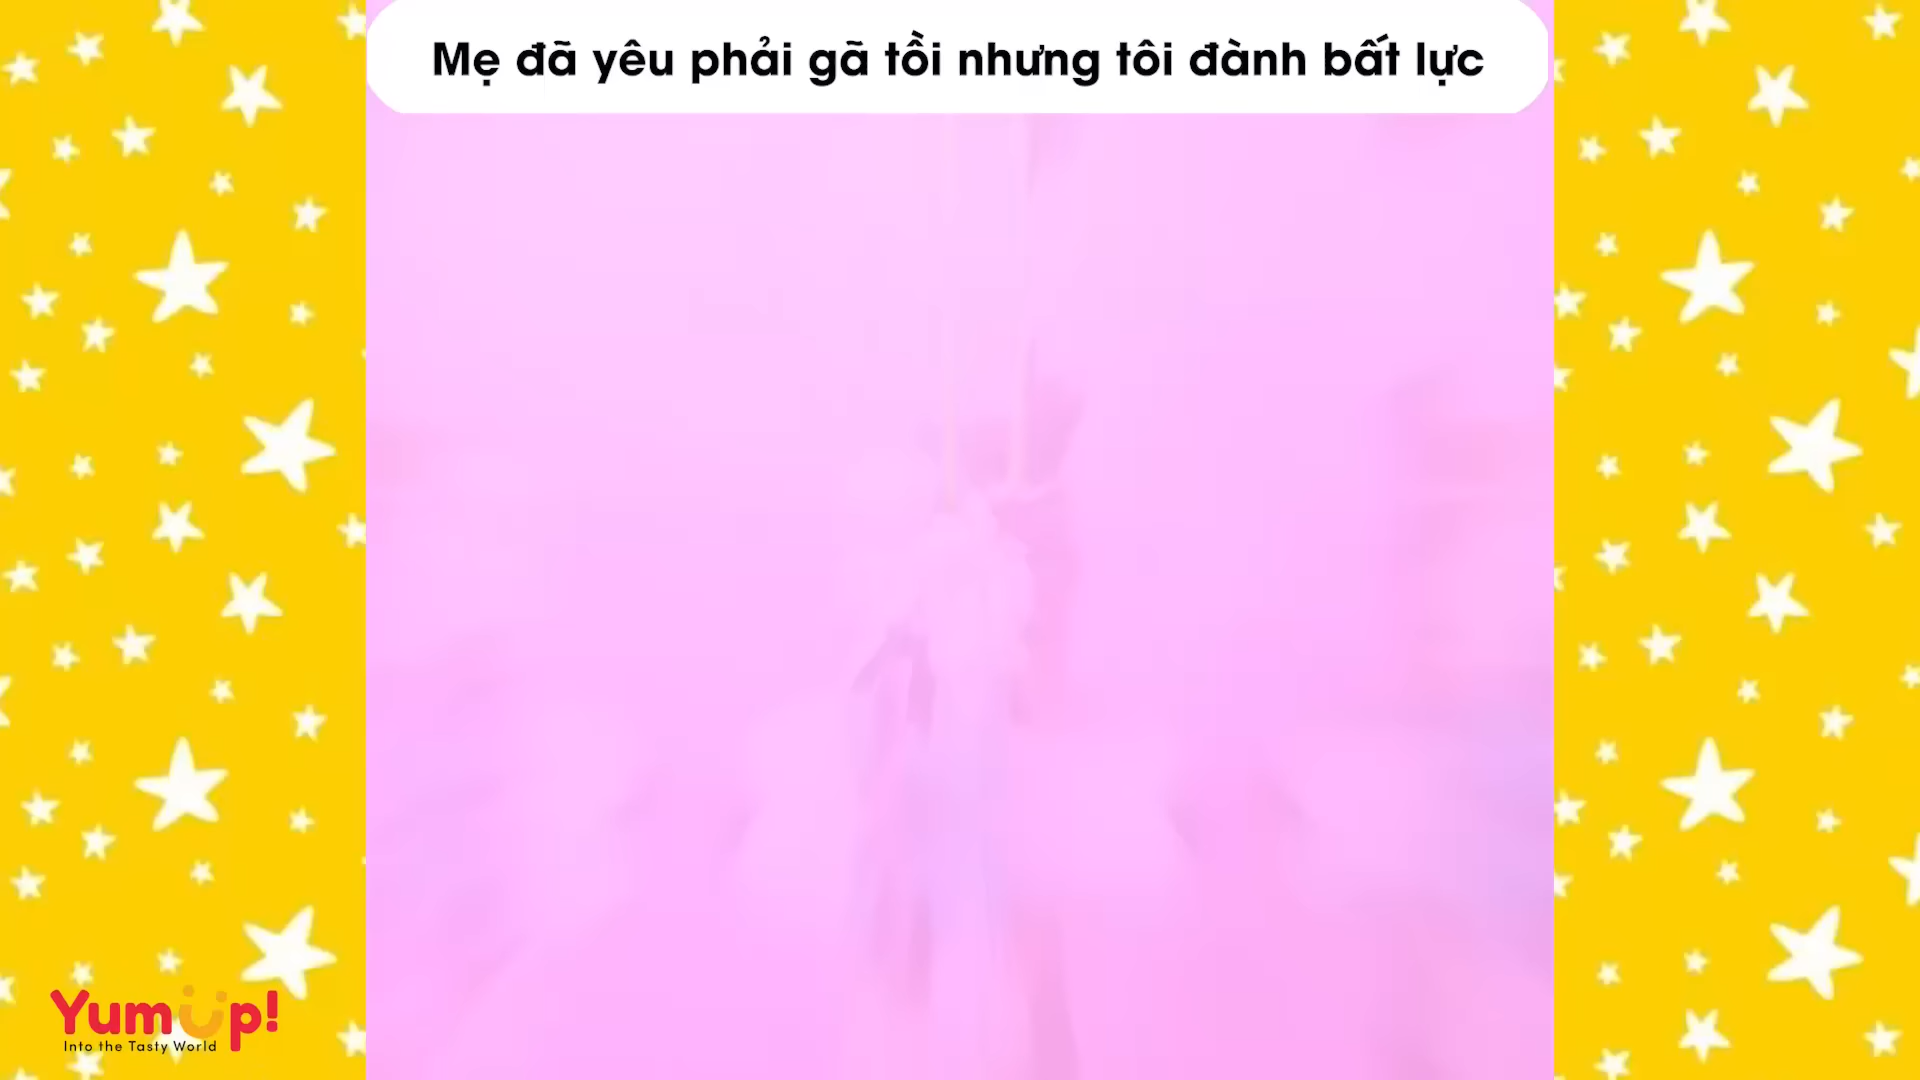 Mẹ đã yêu phải gã tồi nhưng tôi đành bất lực
YumUp!
Into the Tasty World